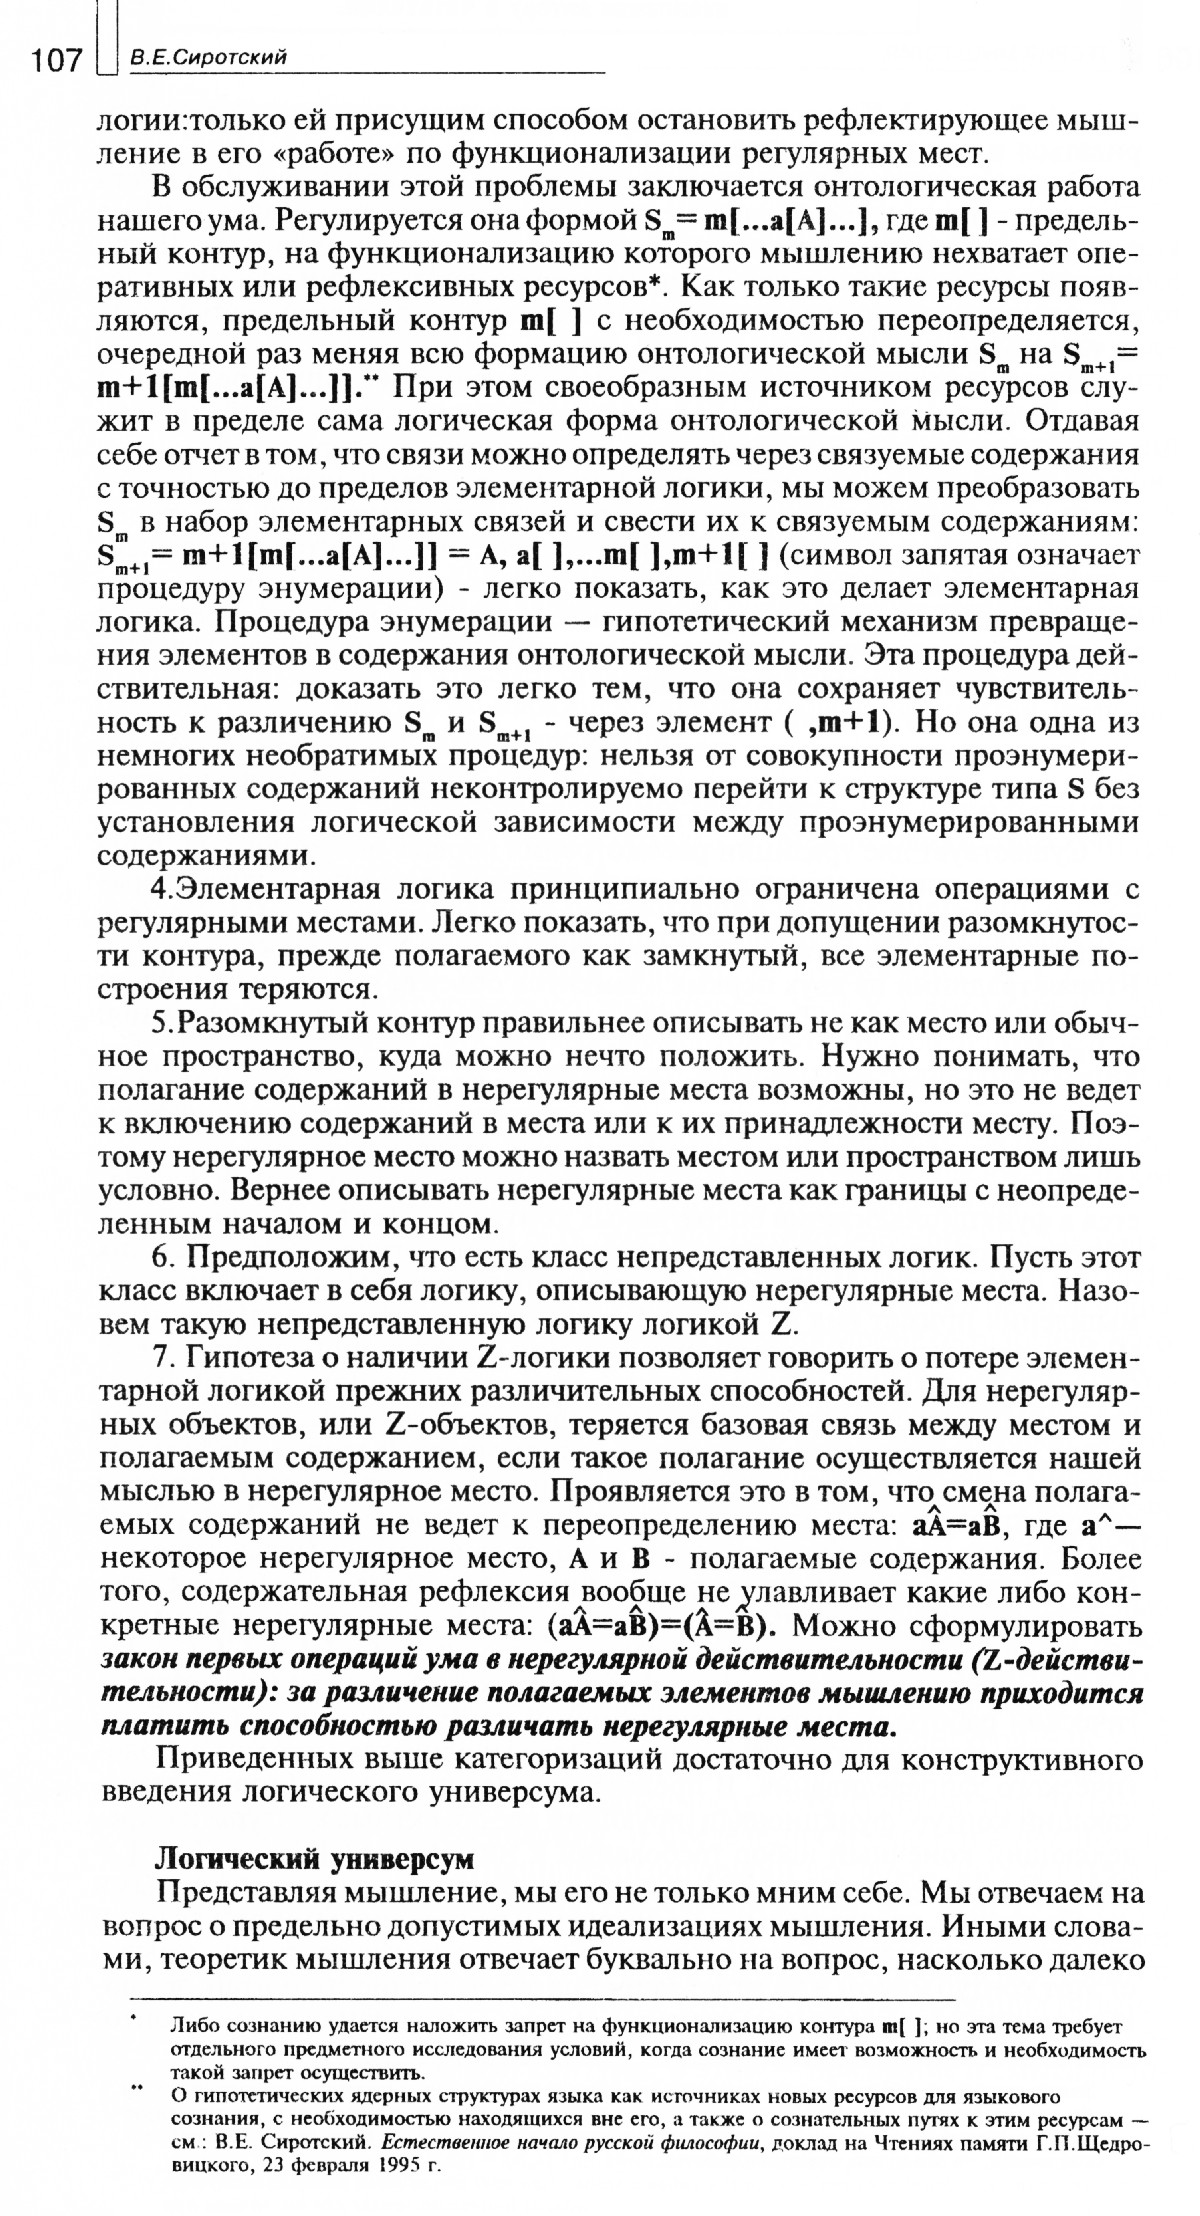 107
В.Е.Сиротский
логии:только ей присущим способом остановить рефлектирующее мыш-
ление в его «работе» по функционализации регулярных мест.
В обслуживании этой проблемы заключается онтологическая работа
нашего ума. Регулируется она формой Sm= m[...a[A]...], где m[ ] - предель-
ный контур, на функционализацию которого мышлению нехватает опе-
ративных или рефлексивных ресурсов*. Как только такие ресурсы появ-
ляются, предельный контур m[ ] с необходимостью переопределяется,
очередной раз меняя всю формацию онтологической мысли Sm на Sm+1=
m+1[m[...a[A]...]].** При этом своеобразным источником ресурсов слу-
жит в пределе сама логическая форма онтологической мысли. Отдавая
себе отчет в том, что связи можно определять через связуемые содержания
с точностью до пределов элементарной логики, мы можем преобразовать
Sm в набор элементарных связей и свести их к связуемым содержаниям:
Sm+1= m+1[m[...a[A]...]] = A, a[ ],...m[ ],m+1[ ] (символ запятая означает
процедуру энумерации) - легко показать, как это делает элементарная
логика. Процедура энумерации — гипотетический механизм превраще-
ния элементов в содержания онтологической мысли. Эта процедура дей-
ствительная: доказать это легко тем, что она сохраняет чувствитель-
ность к различению Sm и Sm+1 - через элемент ( ,m+1). Но она одна из
немногих необратимых процедур: нельзя от совокупности проэнумери-
рованных содержаний неконтролируемо перейти к структуре типа S без
установления логической зависимости между проэнумерированными
содержаниями.
4.Элементарная логика принципиально ограничена операциями с
регулярными местами. Легко показать, что при допущении разомкнутос-
ти контура, прежде полагаемого как замкнутый, все элементарные по-
строения теряются.
5.Разомкнутый контур правильнее описывать не как место или обыч-
ное пространство, куда можно нечто положить. Нужно понимать, что
полагание содержаний в нерегулярные места возможны, но это не ведет
к включению содержаний в места или к их принадлежности месту. Поэ-
тому нерегулярное место можно назвать местом или пространством лишь
условно. Вернее описывать нерегулярные места как границы с неопреде-
ленным началом и концом.
6. Предположим, что есть класс непредставленных логик. Пусть этот
класс включает в себя логику, описывающую нерегулярные места. Назо-
вем такую непредставленную логику логикой Z.
7. Гипотеза о наличии Z-логики позволяет говорить о потере элемен-
тарной логикой прежних различительных способностей. Для нерегуляр-
ных объектов, или Z-объектов, теряется базовая связь между местом и
полагаемым содержанием, если такое полагание осуществляется нашей
мыслью в нерегулярное место. Проявляется это в том, что смена полага-
емых содержаний не ведет к переопределению места: aÂ=aB̂, где a^—
некоторое нерегулярное место, A и B - полагаемые содержания. Более
того, содержательная рефлексия вообще не улавливает какие либо кон-
кретные нерегулярные места: (aÂ=aB̂)=(Â=B̂). Можно сформулировать
закон первых операций ума в нерегулярной действительности (Z-действи-
тельности): за различение полагаемых элементов мышлению приходится
платить способностью различать нерегулярные места.
Приведенных выше категоризаций достаточно для конструктивного
введения логического универсума.
Логический универсум
Представляя мышление, мы его не только мним себе. Мы отвечаем на
вопрос о предельно допустимых идеализациях мышления. Иными слова-
ми, теоретик мышления отвечает буквально на вопрос, насколько далеко
* Либо сознанию удается наложить запрет на функционализацию контура m[ ]; но эта тема требует
отдельного предметного исследования условий, когда сознание имеет возможность и необходимость
такой запрет осуществить.
** О гипотетических ядерных структурах языка как источниках новых ресурсов для языкового
сознания, с необходимостью находящихся вне его, а также о сознательных путях к этим ресурсам —
см.: В.Е. Сиротский. Естественное начало русской философии, доклад на Чтениях памяти Г.П.Щедро-
вицкого, 23 февраля 1995 г.